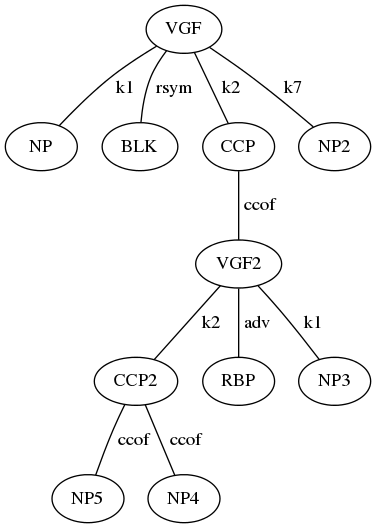 VGF
k1 rsym k2 k7
NP BLK CCP NP2
ccof
VGF2
k2 adv k1
CCP2 RBP NP3
ccof ccof
NP5 NP4